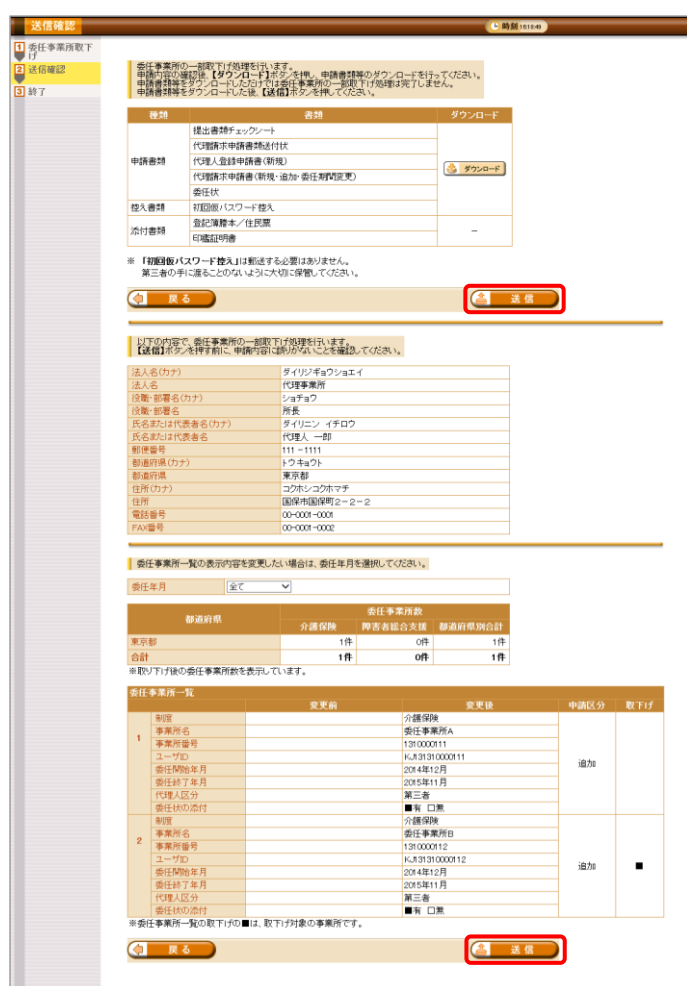 送信確認
時刻 16:18:49
1 委任事業所取下げ
2 送信確認
3 終了
委任事業所の一部取下げ処理を行います。
申請内容の確認後、【ダウンロード】ボタンを押し、申請書類等のダウンロードを行ってください。
申請書類等をダウンロードしただけでは委任事業所の一部取下げ処理は完了しません。
申請書類等をダウンロードした後、【送信】ボタンを押してください。
種類 書類 ダウンロード
申請書類
提出書類チェックシート
代理請求申請書類送付状
代理人登録申請書(新規)
代理請求申請書(新規・追加・委任期間変更)
委任状
ダウンロード
控え書類 初回仮パスワード控え
添付書類
登記簿謄本／住民票
印鑑証明書
－
※ 「初回仮パスワード控え」は郵送する必要はありません。
第三者の手に渡ることのないように大切に保管してください。
戻る 送信
以下の内容で、委任事業所の一部取下げ処理を行います。
【送信】ボタンを押す前に、申請内容に誤りがないことを確認してください。
法人名(カナ) ダイリジギョウショエイ
法人名 代理事業所
役職・部署名(カナ) ショチョウ
役職・部署名 所長
氏名または代表者名(カナ) ダイリニン イチロウ
氏名または代表者名 代理人 一郎
郵便番号 111 -1111
都道府県(カナ) トウキョウト
都道府県 東京都
住所(カナ) コクホシコクホマチ
住所 国保市国保町2－2－2
電話番号 00-0001-0001
FAX番号 00-0001-0002
委任事業所一覧の表示内容を変更したい場合は、委任年月を選択してください。
委任年月 全て
都道府県 委任事業所数
介護保険 障害者総合支援 都道府県別合計
東京都 1件 0件 1件
合計 1件 0件 1件
※取り下げ後の委任事業所数を表示しています。
委任事業所一覧
変更前 変更後 申請区分 取下げ
1
制度 介護保険
事業所名 委任事業所A
事業所番号 1310000111
ユーザID KJ131310000111
委任開始年月 2014年12月
委任終了年月 2015年11月
代理人区分 第三者
委任状の添付 ■有 □無
追加
2
制度 介護保険
事業所名 委任事業所B
事業所番号 1310000112
ユーザID KJ131310000112
委任開始年月 2014年12月
委任終了年月 2015年11月
代理人区分 第三者
委任状の添付 ■有 □無
追加 ■
※委任事業所一覧の取下げの■は、取下げ対象の事業所です。
戻る 送信